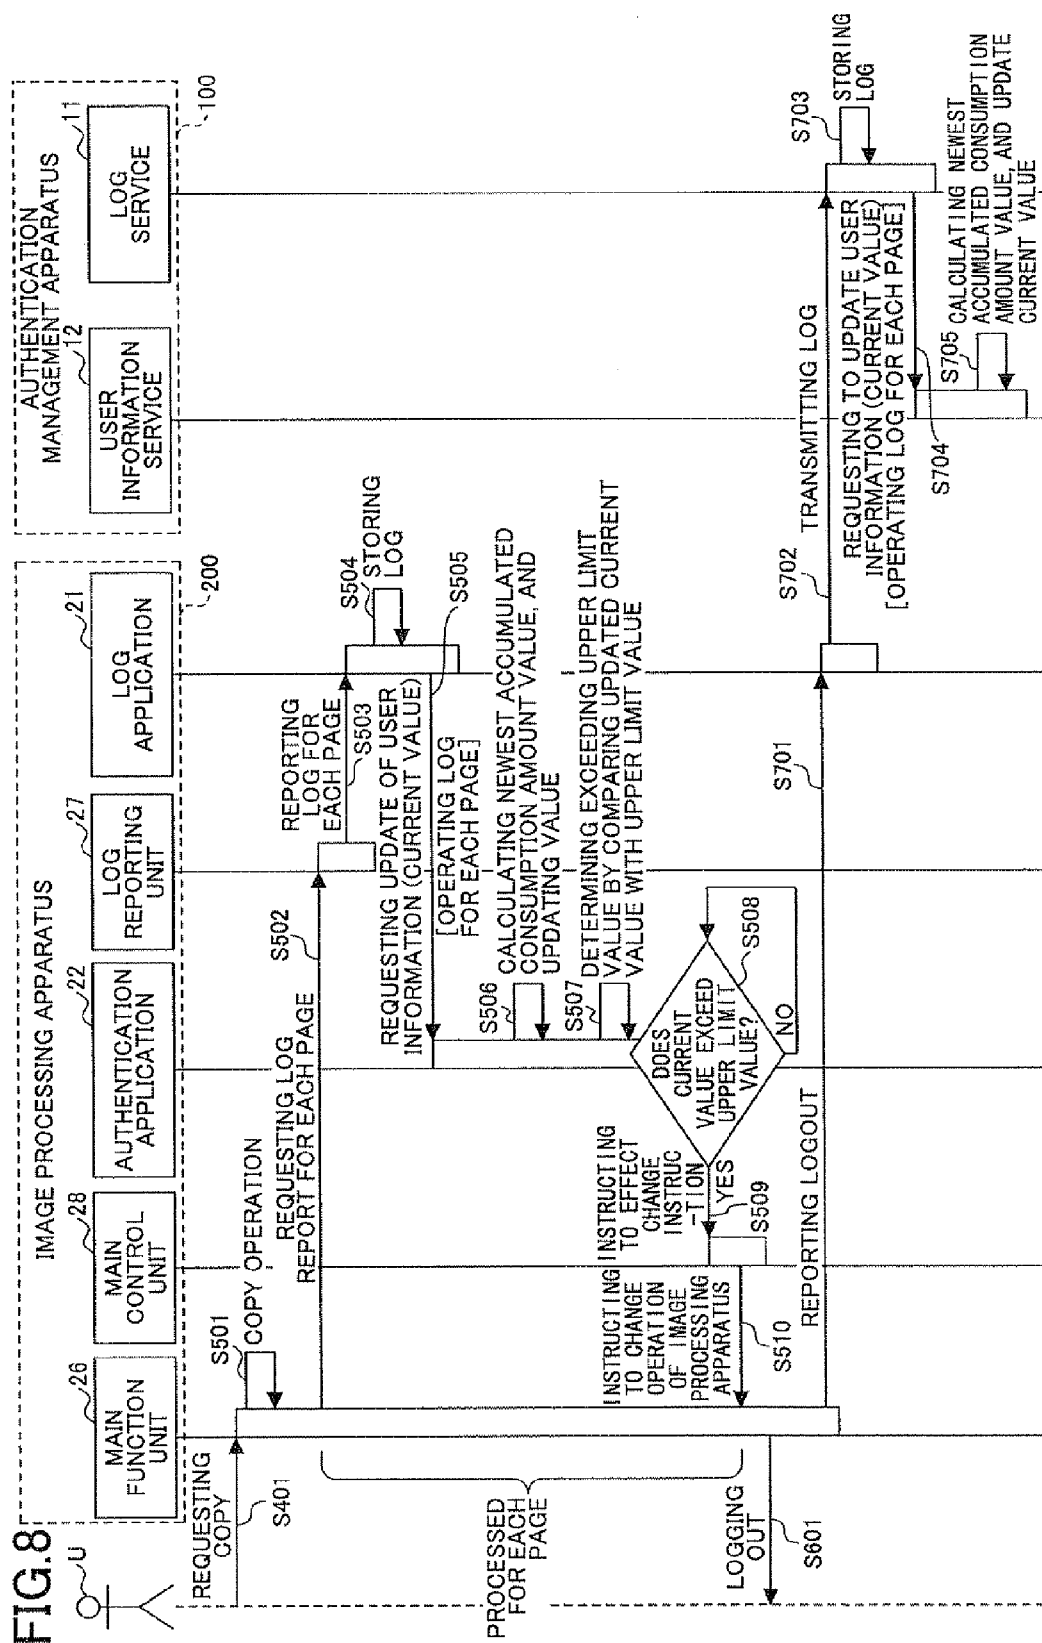 FIG.8
U
IMAGE PROCESSING APPARATUS
200
AUTHENTICATION
MANAGEMENT APPARATUS
100
26
MAIN
FUNCTION
UNIT
28
MAIN
CONTROL
UNIT
22
AUTHENTICATION
APPLICATION
27
LOG
REPORTING
UNIT
21
LOG
APPLICATION
12
USER
INFORMATION
SERVICE
11
LOG
SERVICE
REQUESTING
COPY
S401
S501
COPY OPERATION
REQUESTING LOG
REPORT FOR EACH PAGE
S502
REPORTING
LOG FOR
EACH PAGE
S503
S504
STORING
LOG
REQUESTING UPDATE OF USER
INFORMATION (CURRENT VALUE)
S505
[OPERATING LOG
FOR EACH PAGE]
S506
CALCULATING NEWEST ACCUMULATED
CONSUMPTION AMOUNT VALUE, AND
UPDATING VALUE
S507
DETERMINING EXCEEDING UPPER LIMIT
VALUE BY COMPARING UPDATED CURRENT
VALUE WITH UPPER LIMIT VALUE
PROCESSED
FOR EACH
PAGE
DOES
CURRENT
VALUE EXCEED
UPPER LIMIT
VALUE?
S508
NO
YES
INSTRUCTING
TO EFFECT
CHANGE
INSTRUC
-TION
S509
INSTRUCTING
TO CHANGE
OPERATION
OF IMAGE
PROCESSING
APPARATUS
S510
LOGGING
OUT
S601
REPORTING LOGOUT
S701
S702
TRANSMITTING LOG
S703
STORING
LOG
REQUESTING TO UPDATE USER
INFORMATION (CURRENT VALUE)
[OPERATING LOG FOR EACH PAGE]
S704
S705
CALCULATING NEWEST
ACCUMULATED CONSUMPTION
AMOUNT VALUE, AND UPDATE
CURRENT VALUE